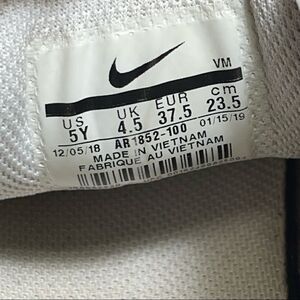 VM
US UK EUR cm
5Y 4.5 37.5 23.5
12/05/18 AR1852-100 01/15/19
MADE IN VIETNAM
FABRIQUE AU VIETNAM